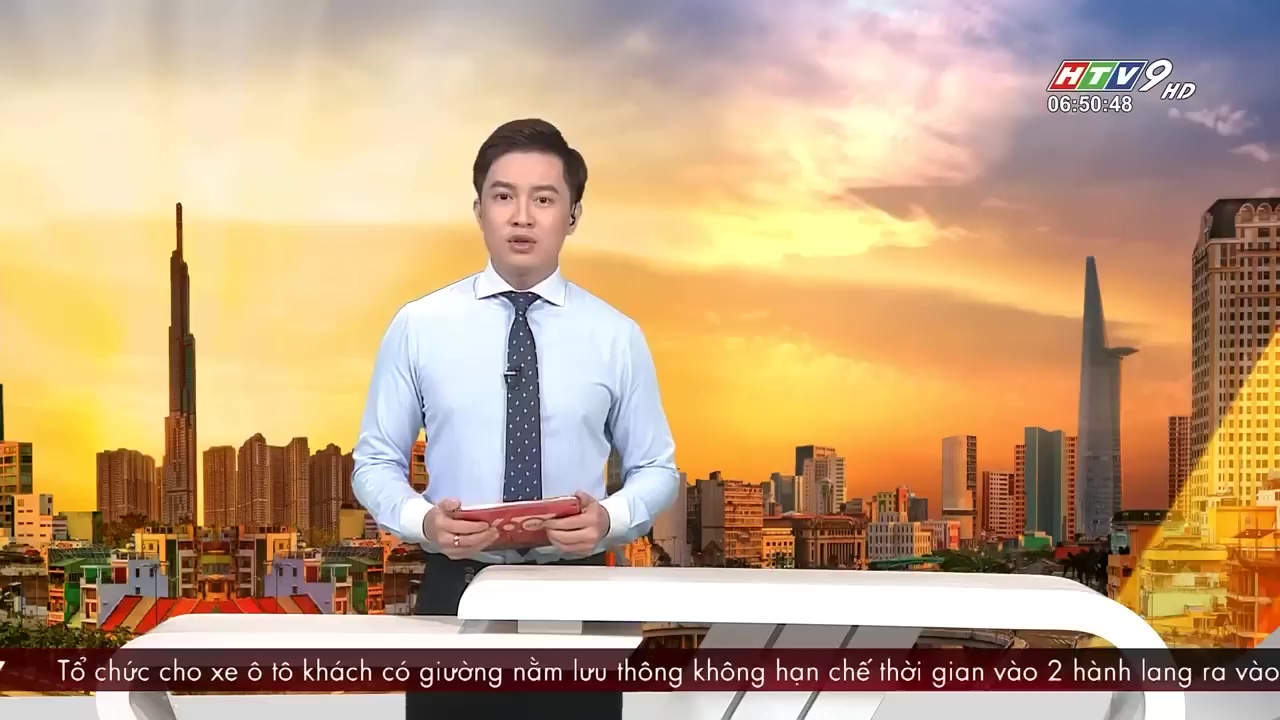 HTV9 HD
06:50:48
Tổ chức cho xe ô tô khách có giường nằm lưu thông không hạn chế thời gian vào 2 hành lang ra vào